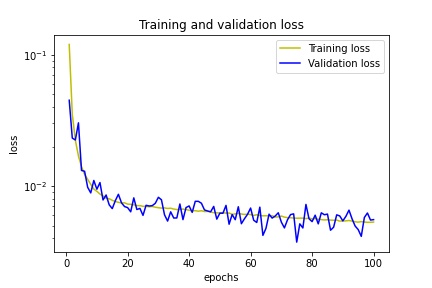 Training and validation loss
10⁻¹
10⁻²
loss
Training loss
Validation loss
0 20 40 60 80 100
epochs